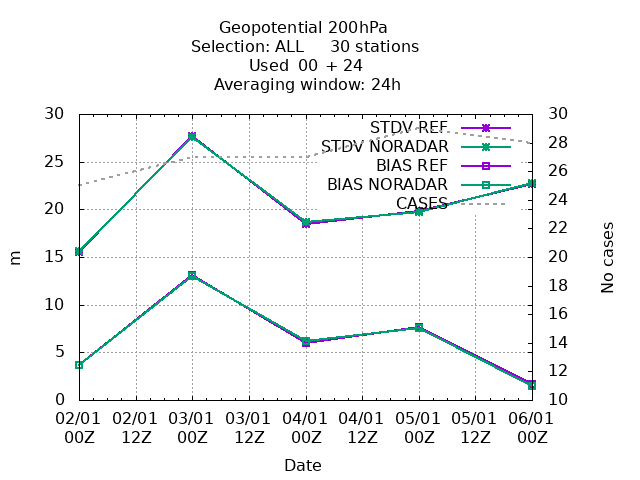 Geopotential 200hPa
Selection: ALL 30 stations
Used 00 + 24
Averaging window: 24h
STDV REF
STDV NORADAR
BIAS REF
BIAS NORADAR
CASES
30
25
20
15
10
5
0
m
30
28
26
24
22
20
18
16
14
12
10
No cases
02/01 02/01 03/01 03/01 04/01 04/01 05/01 05/01 06/01
00Z 12Z 00Z 12Z 00Z 12Z 00Z 12Z 00Z
Date